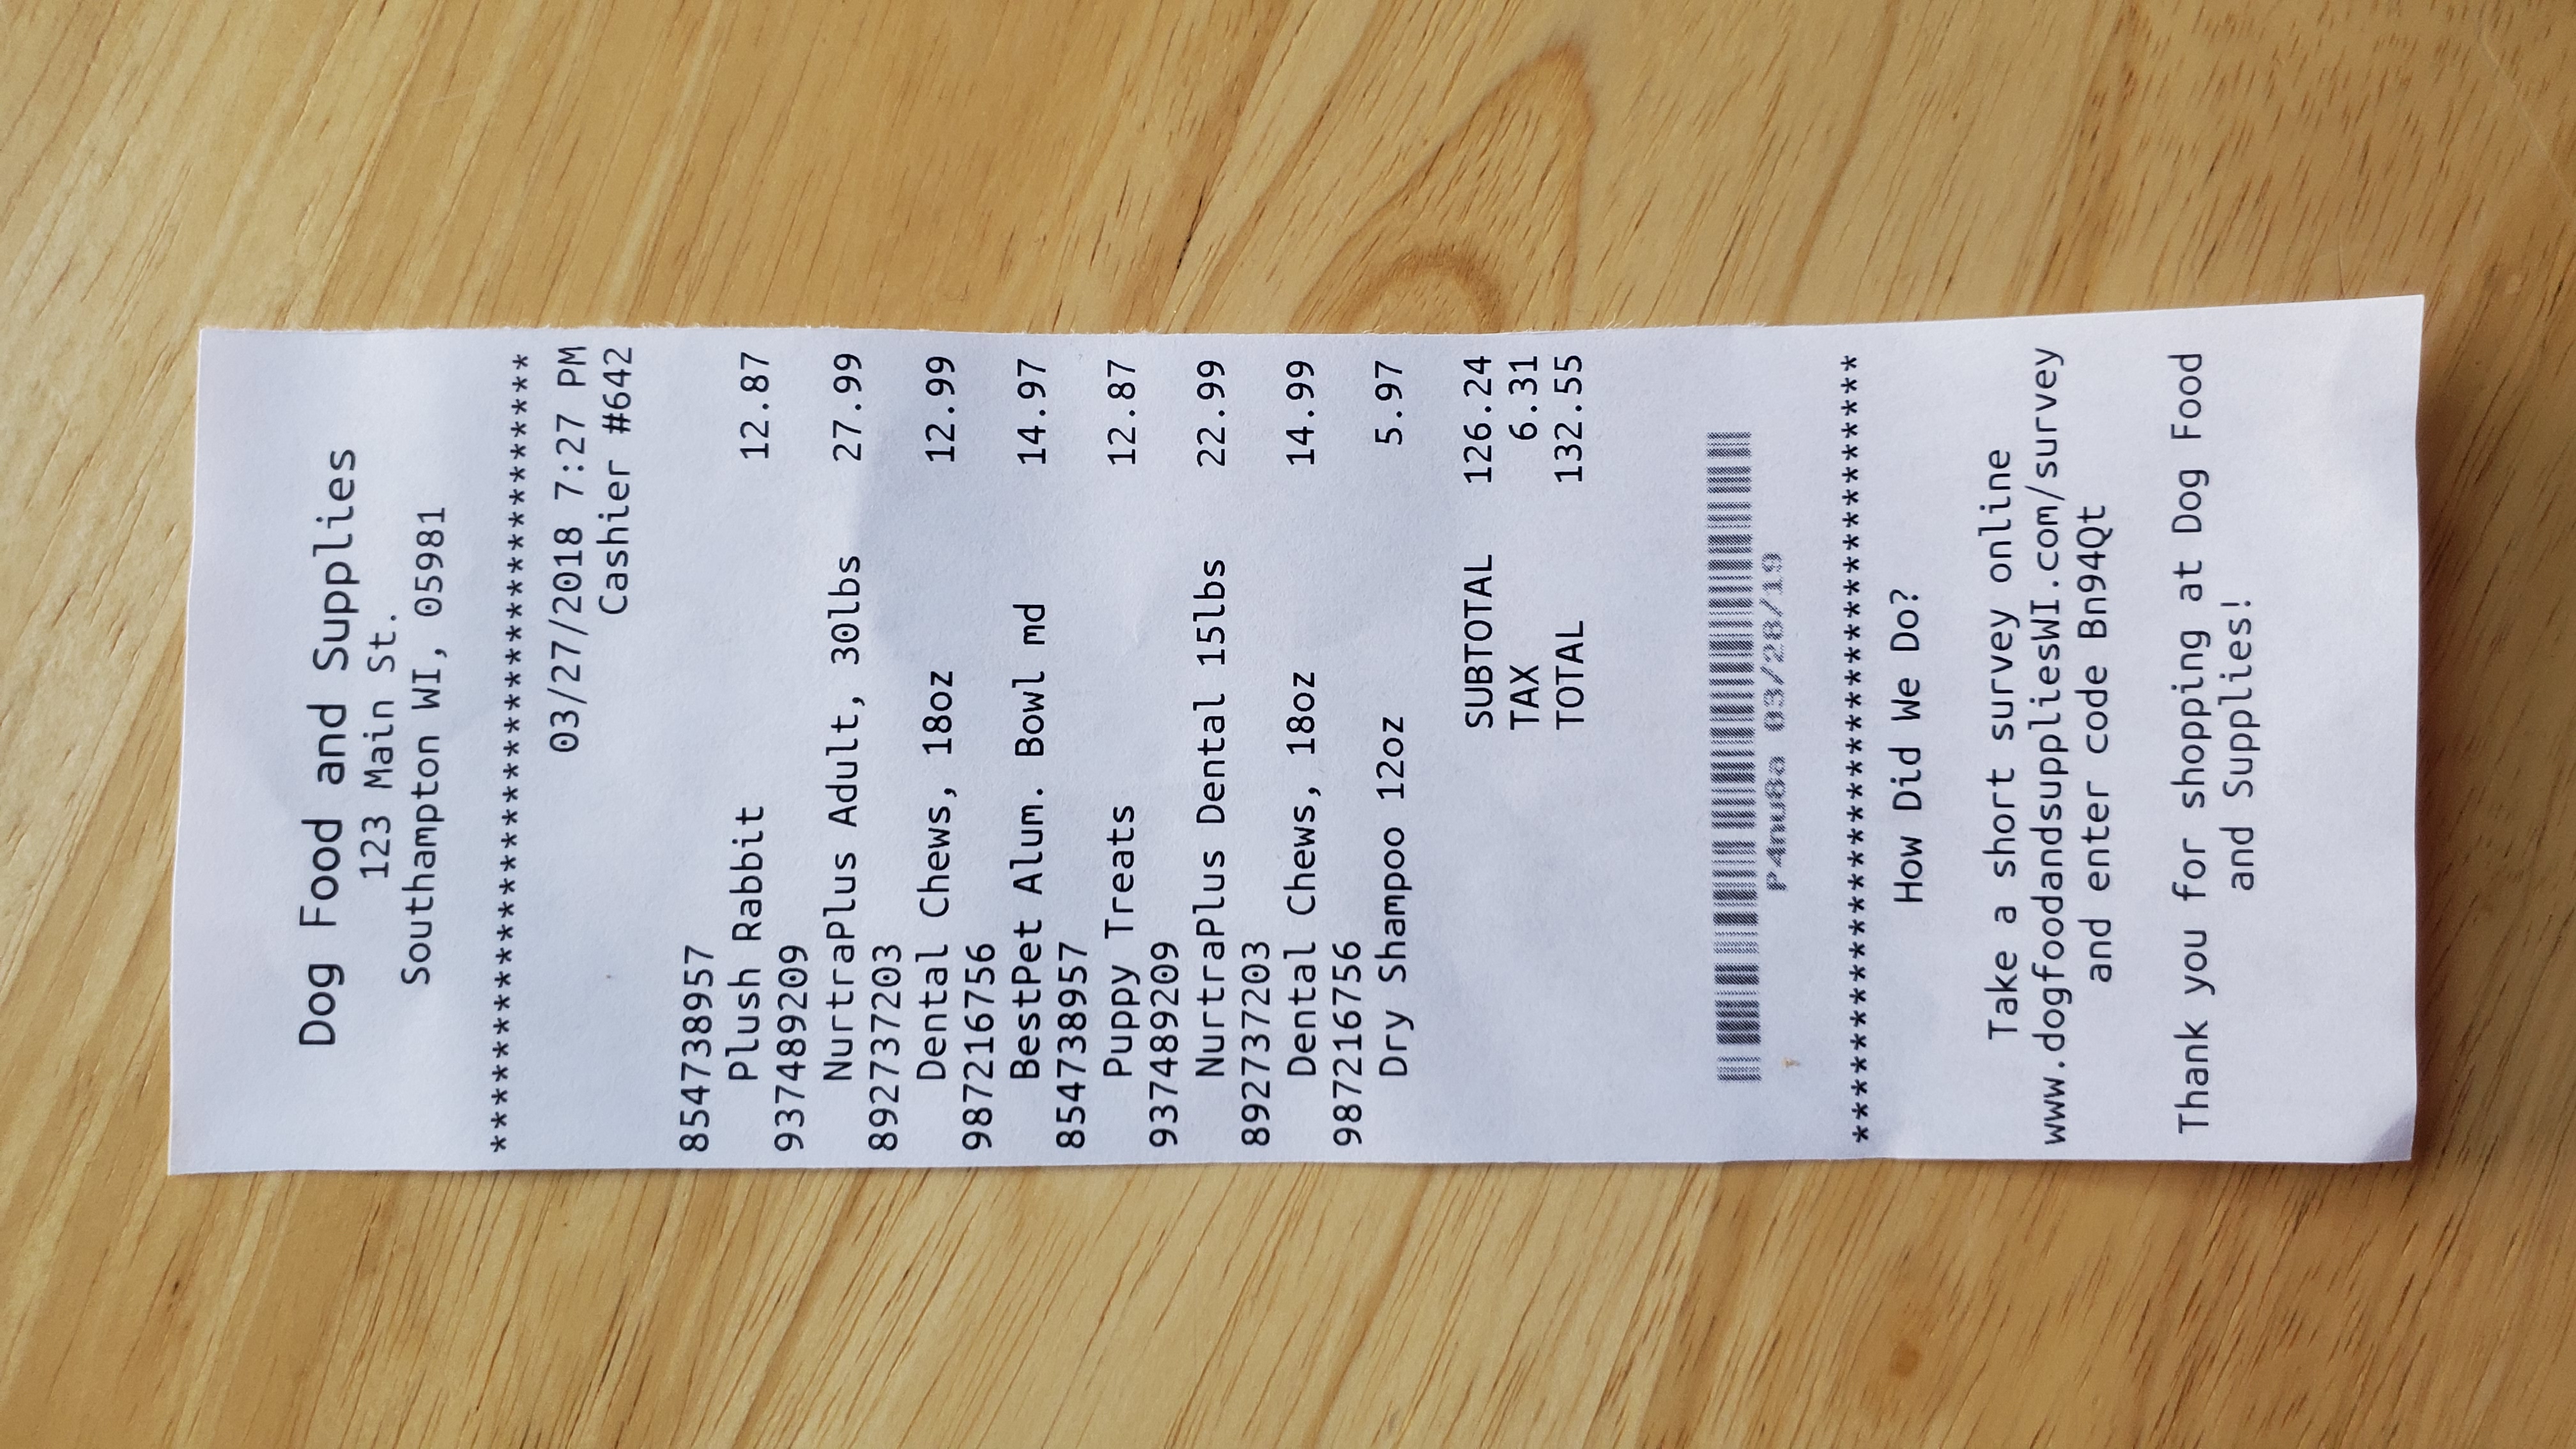 Dog Food and Supplies
123 Main St.
Southampton WI, 05981
***********************************
03/27/2018 7:27 PM
Cashier #642
854738957
Plush Rabbit 12.87
937489209
NurtraPlus Adult, 30lbs 27.99
892737203
Dental Chews, 18oz 12.99
987216756
BestPet Alum. Bowl md 14.97
854738957
Puppy Treats 12.87
937489209
NurtraPlus Dental 15lbs 22.99
892737203
Dental Chews, 18oz 14.99
987216756
Dry Shampoo 12oz 5.97
SUBTOTAL 126.24
TAX 6.31
TOTAL 132.55
P4nu8a 03/28/19
***********************************
How Did We Do?
Take a short survey online
www.dogfoodandsuppliesWI.com/survey
and enter code Bn94Qt
Thank you for shopping at Dog Food
and Supplies!